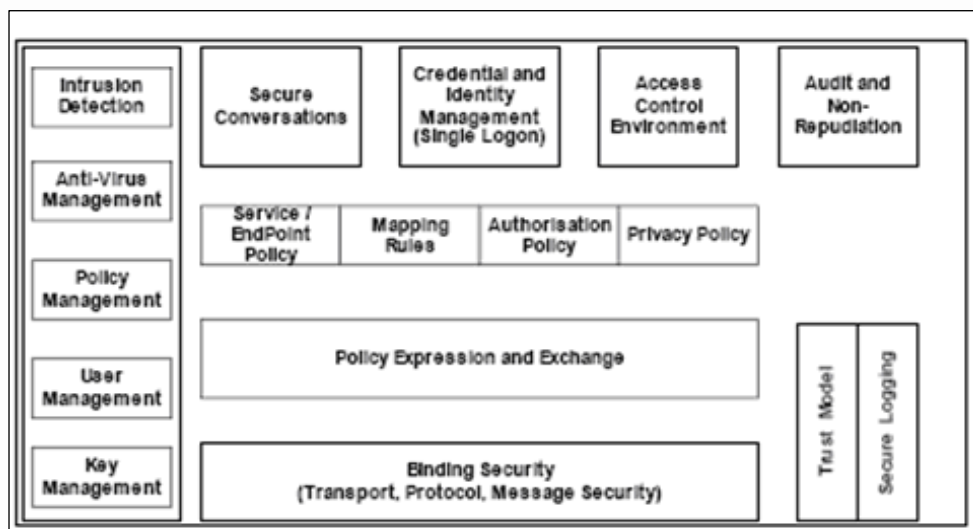 Intrusion
Detection
Anti-Virus
Management
Policy
Management
User
Management
Key
Management
Secure
Conversations
Credential and
Identity
Management
(Single Logon)
Access
Control
Environment
Audit and
Non-
Repudiation
Service /
EndPoint
Policy
Mapping
Rules
Authorisation
Policy
Privacy Policy
Policy Expression and Exchange
Binding Security
(Transport, Protocol, Message Security)
Trust Model
Secure Logging